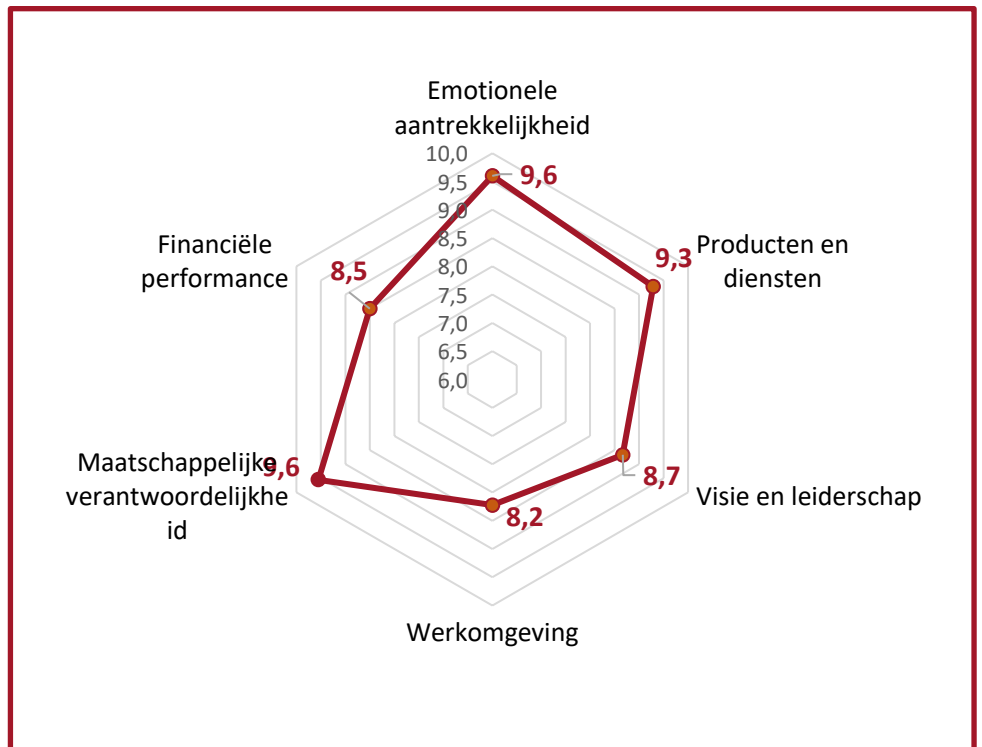 Emotionele
aantrekkelijkheid
10,0
9,5
9,0
8,5
8,0
7,5
7,0
6,5
6,0
9,6
Producten en
diensten
9,3
Visie en leiderschap
8,7
Werkomgeving
8,2
Maatschappelijke
verantwoordelijkhe
id
9,6
Financiële
performance
8,5